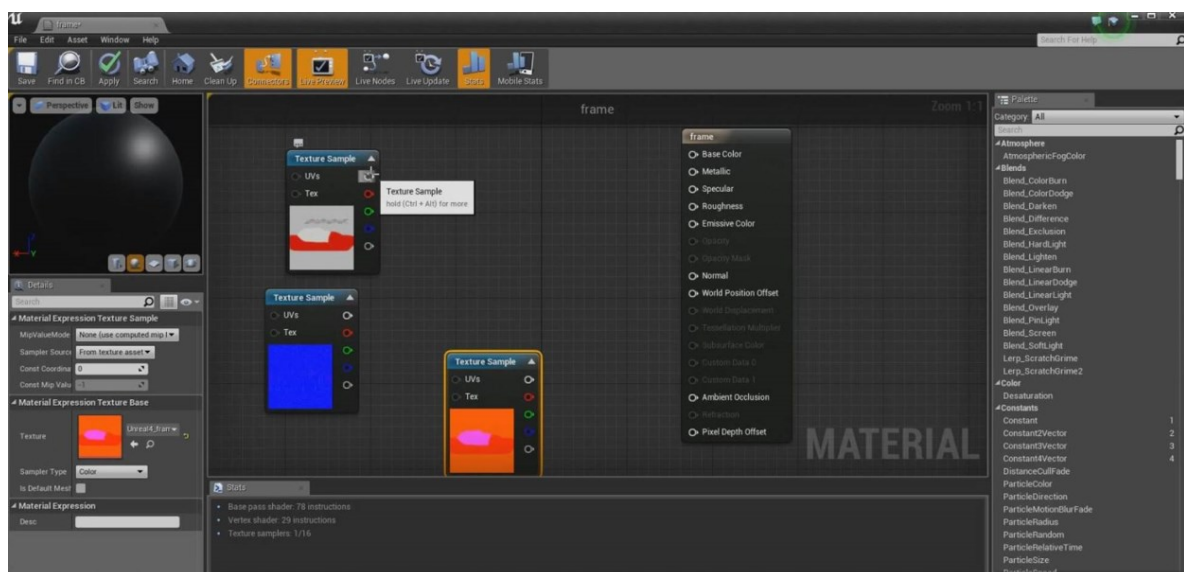 frame*
File Edit Asset Window Help
Search For Help
Save Find in CB Apply Search Home Clean Up Connectors Live Preview Live Nodes Live Update Stats Mobile Stats
Perspective Lit Show
frame
Zoom 1:1
Texture Sample
UVs
Tex
Texture Sample
hold (Ctrl + Alt) for more
Texture Sample
UVs
Tex
Texture Sample
UVs
Tex
frame
Base Color
Metallic
Specular
Roughness
Emissive Color
Opacity
Opacity Mask
Normal
World Position Offset
World Displacement
Tessellation Multiplier
Subsurface Color
Custom Data 0
Custom Data 1
Ambient Occlusion
Refraction
Pixel Depth Offset
MATERIAL
Details
Search
Material Expression Texture Sample
MipValueMode None (use computed mip l
Sampler Source From texture asset
Const Coordina 0
Const Mip Valu -1
Material Expression Texture Base
Texture Unreal4_fram
Sampler Type Color
Is Default Mesh
Material Expression
Desc
Stats
Base pass shader: 78 instructions
Vertex shader: 29 instructions
Texture samplers: 1/16
Palette
Category: All
Search
Atmosphere
AtmosphericFogColor
Blends
Blend_ColorBurn
Blend_ColorDodge
Blend_Darken
Blend_Difference
Blend_Exclusion
Blend_HardLight
Blend_Lighten
Blend_LinearBurn
Blend_LinearDodge
Blend_LinearLight
Blend_Overlay
Blend_PinLight
Blend_Screen
Blend_SoftLight
Lerp_ScratchGrime
Lerp_ScratchGrime2
Color
Desaturation
Constants
Constant 1
Constant2Vector 2
Constant3Vector 3
Constant4Vector 4
DistanceCullFade
ParticleColor
ParticleDirection
ParticleMotionBlurFade
ParticleRadius
ParticleRandom
ParticleRelativeTime
ParticleSize